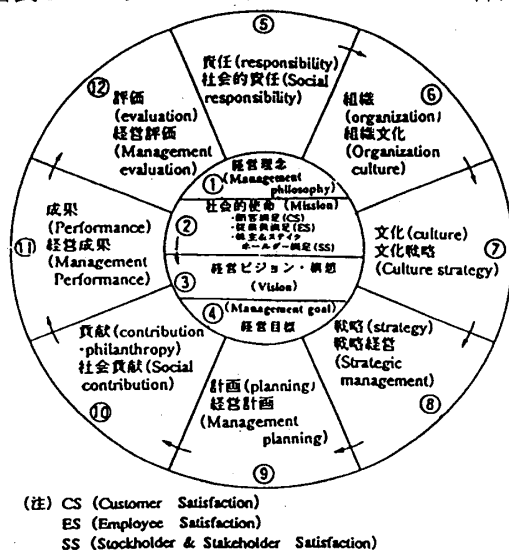 ⑤
責任 (responsibility)
社会的責任 (Social
responsibility)
⑥
組織
(organization)
組織文化
(Organization
culture)
⑦
文化 (culture)
文化戦略
(Culture strategy)
⑧
戦略 (strategy)
戦略経営
(Strategic
management)
⑨
計画 (planning)
経営計画
(Management
planning)
⑩
貢献 (contribution
·philanthropy)
社会貢献 (Social
contribution)
⑪
成果
(Performance)
経営成果
(Management
Performance)
⑫
評価
(evaluation)
経営評価
(Management
evaluation)
経営理念
① (Management
philosophy)
社会的使命 (Mission)
②
・顧客満足 (CS)
・従業員満足 (ES)
・株主&ステイク
ホールダー満足 (SS)
③
経営ビジョン・構想
(Vision)
④ (Management goal)
経営目標
(注) CS (Customer Satisfaction)
ES (Employee Satisfaction)
SS (Stockholder & Stakeholder Satisfaction)